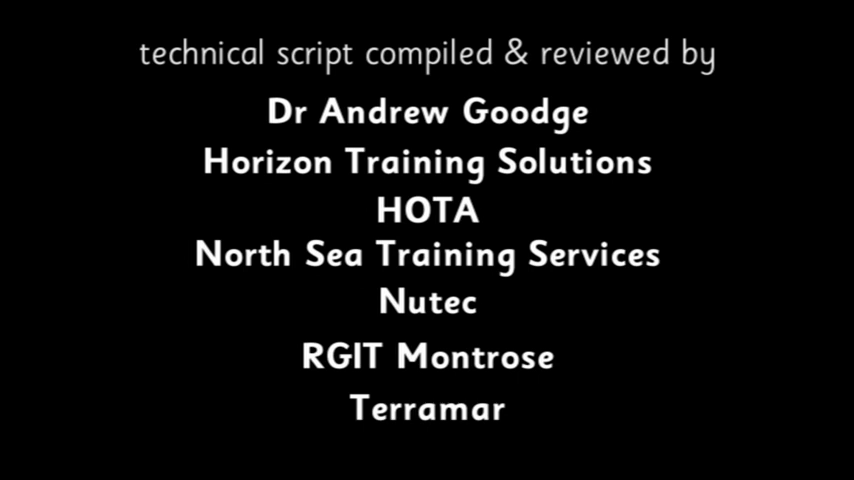 technical script compiled & reviewed by
Dr Andrew Goodge
Horizon Training Solutions
HOTA
North Sea Training Services
Nutec
RGIT Montrose
Terramar